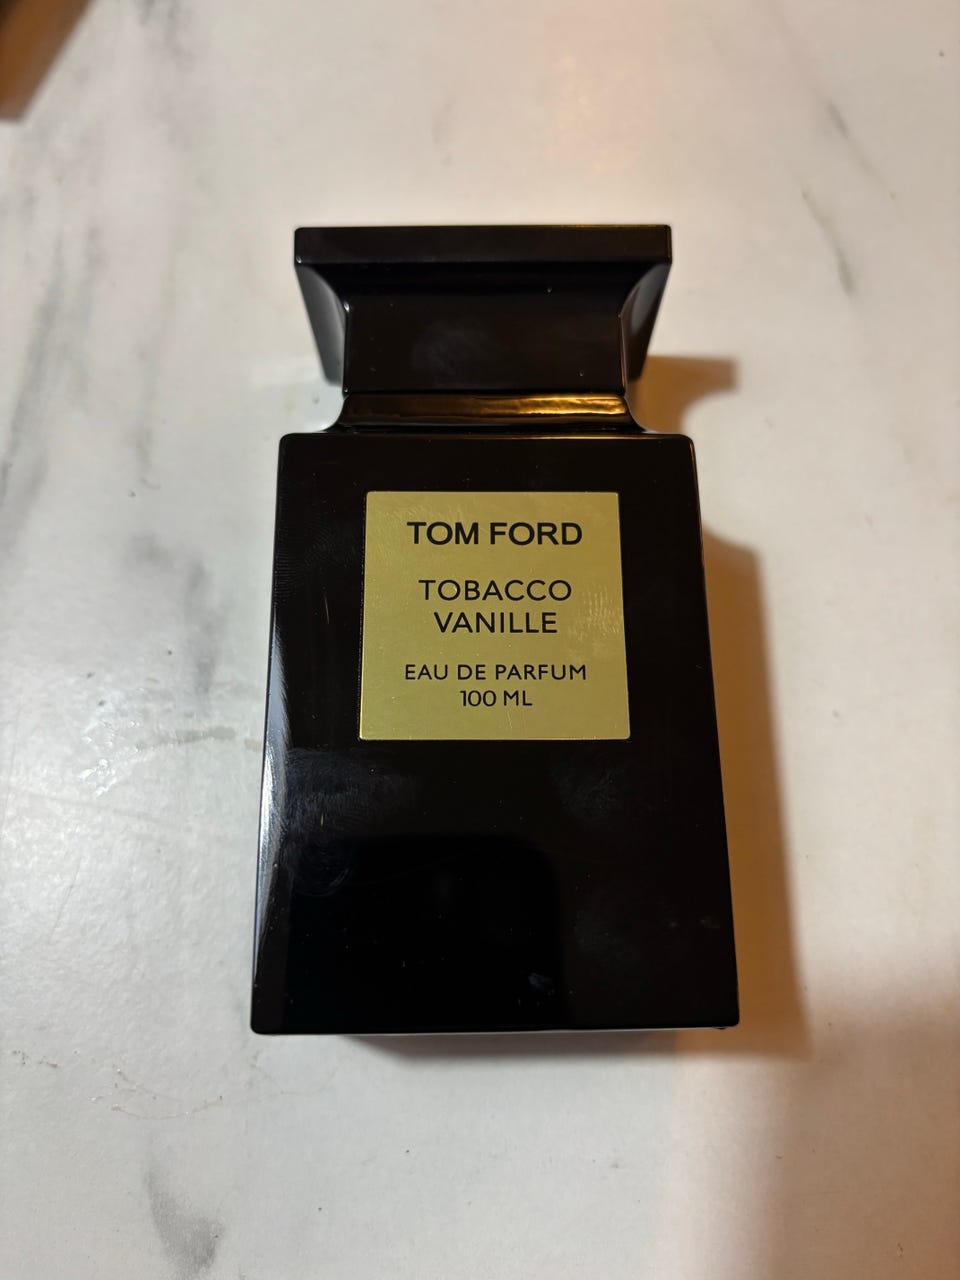 TOM FORD
TOBACCO
VANILLE
EAU DE PARFUM
100 ML